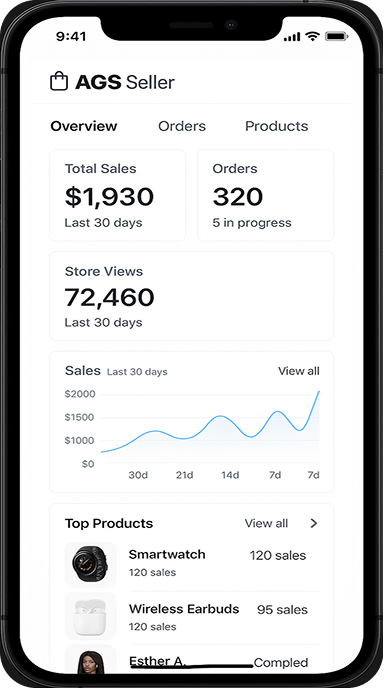 9:41
AGS Seller
Overview Orders Products
Total Sales
$1,930
Last 30 days
Orders
320
5 in progress
Store Views
72,460
Last 30 days
Sales Last 30 days View all
$2000
$1500
$1000
$0
30d 21d 14d 7d 7d
Top Products View all
Smartwatch 120 sales
120 sales
Wireless Earbuds 95 sales
120 sales
Esther A. Compled